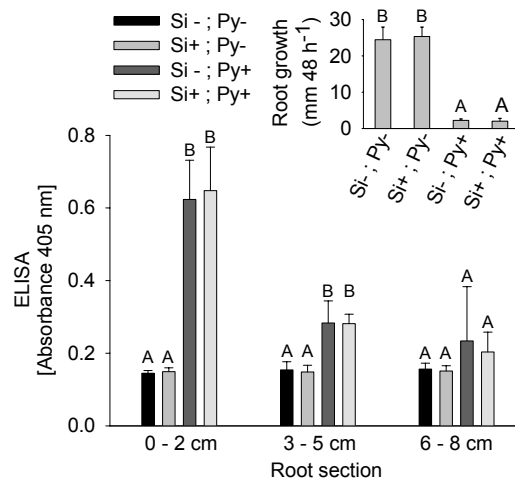 Si - ; Py-
Si+ ; Py-
Si - ; Py+
Si+ ; Py+
Root growth
(mm 48 h⁻¹)
30
20
10
0
B
B
A
A
Si- ; Py-
Si+ ; Py-
Si- ; Py+
Si+ ; Py+
ELISA
[Absorbance 405 nm]
0.8
0.6
0.4
0.2
0.0
A
A
B
B
A
A
B
B
A
A
A
A
0 - 2 cm
3 - 5 cm
6 - 8 cm
Root section